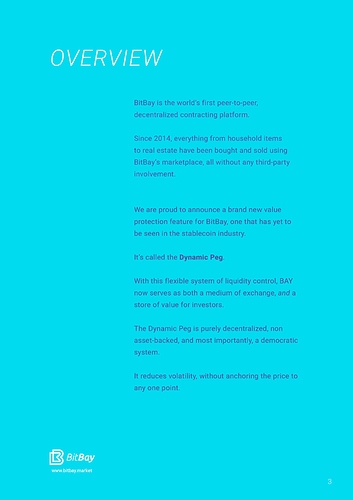 OVERVIEW
BitBay is the world's first peer-to-peer,
decentralized contracting platform.
Since 2014, everything from household items
to real estate have been bought and sold using
BitBay's marketplace, all without any third-party
involvement.
We are proud to announce a brand new value
protection feature for BitBay, one that has yet to
be seen in the stablecoin industry.
It's called the Dynamic Peg.
With this flexible system of liquidity control, BAY
now serves as both a medium of exchange, and a
store of value for investors.
The Dynamic Peg is purely decentralized, non
asset-backed, and most importantly, a democratic
system.
It reduces volatility, without anchoring the price to
any one point.
BitBay
www.bitbay.market
3